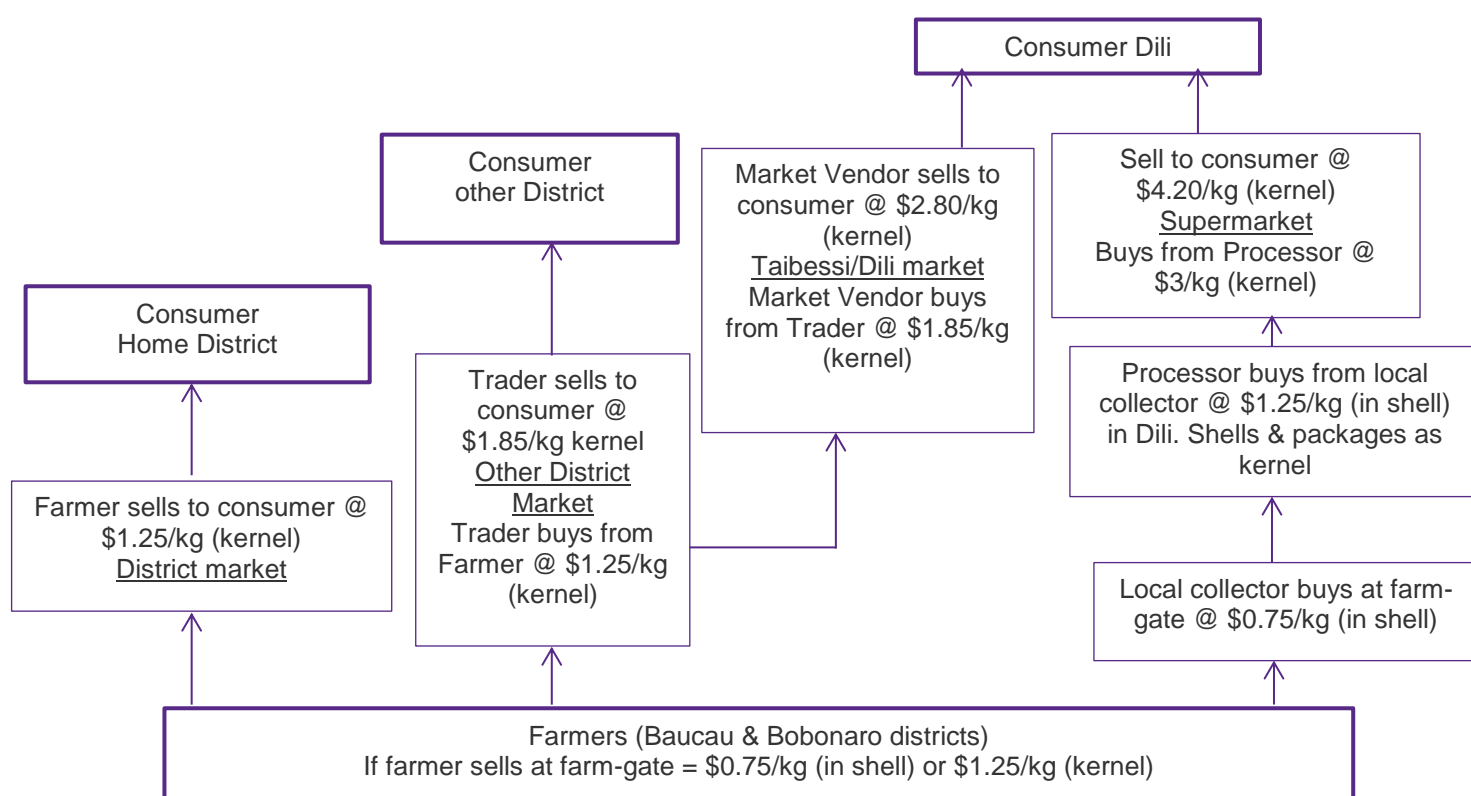 Consumer Dili
Consumer
other District
Market Vendor sells to
consumer @ $2.80/kg
(kernel)
Taibessi/Dili market
Market Vendor buys
from Trader @ $1.85/kg
(kernel)
Sell to consumer @
$4.20/kg (kernel)
Supermarket
Buys from Processor @
$3/kg (kernel)
Consumer
Home District
Trader sells to
consumer @
$1.85/kg kernel
Other District
Market
Trader buys from
Farmer @ $1.25/kg
(kernel)
Processor buys from local
collector @ $1.25/kg (in shell)
in Dili. Shells & packages as
kernel
Farmer sells to consumer @
$1.25/kg (kernel)
District market
Local collector buys at farm-
gate @ $0.75/kg (in shell)
Farmers (Baucau & Bobonaro districts)
If farmer sells at farm-gate = $0.75/kg (in shell) or $1.25/kg (kernel)